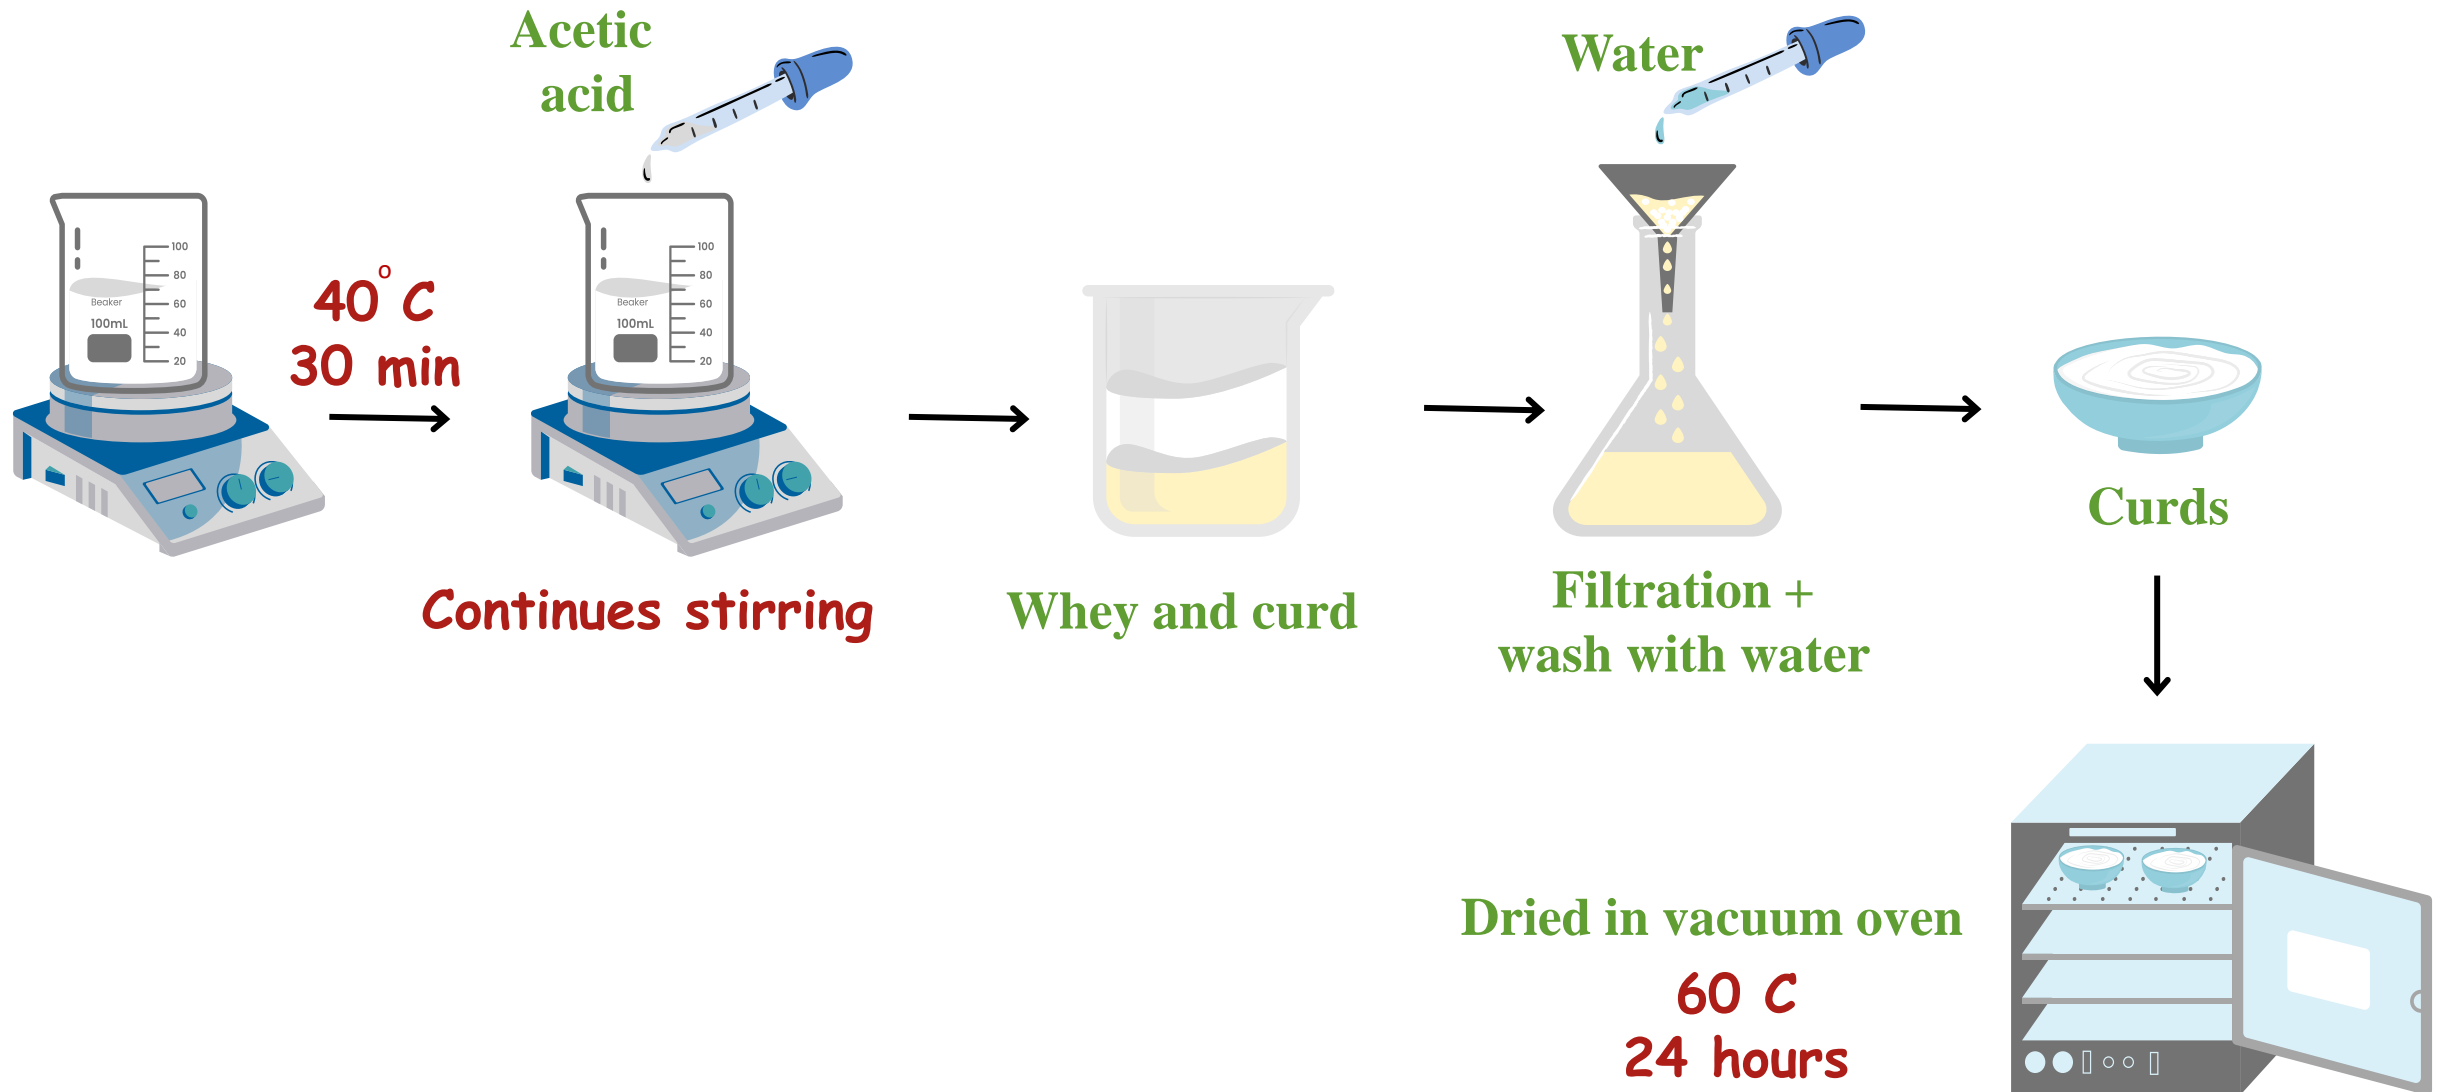 Acetic
acid
Water
100
80
60
40
20
Beaker
100mL
40°C
30 min
100
80
60
40
20
Beaker
100mL
Continues stirring
Whey and curd
Filtration +
wash with water
Curds
Dried in vacuum oven
60 C
24 hours